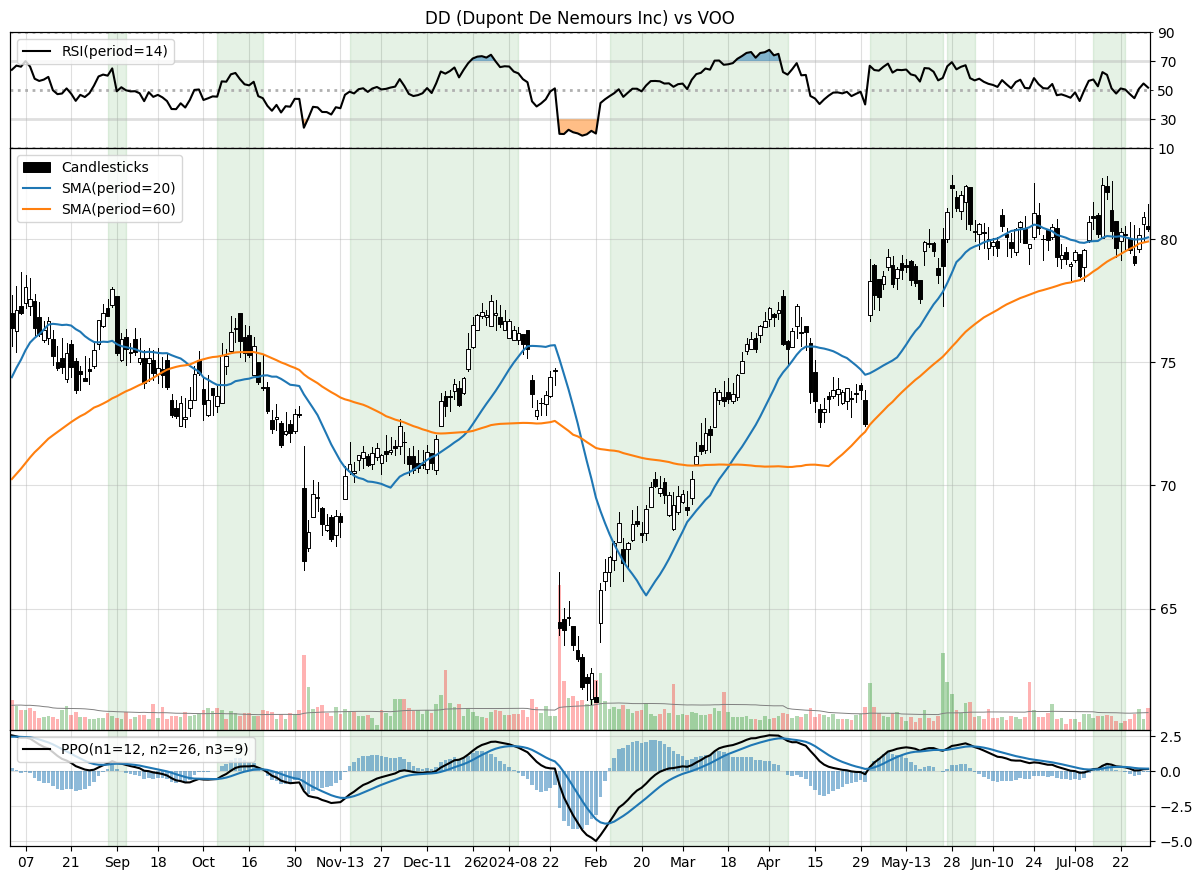 DD (Dupont De Nemours Inc) vs VOO
RSI(period=14)
90
70
50
30
10
Candlesticks
SMA(period=20)
SMA(period=60)
80
75
70
65
PPO(n1=12, n2=26, n3=9)
2.5
0.0
−2.5
−5.0
07 21 Sep 18 Oct 16 30 Nov-13 27 Dec-11 26 2024-08 22 Feb 20 Mar 18 Apr 15 29 May-13 28 Jun-10 24 Jul-08 22